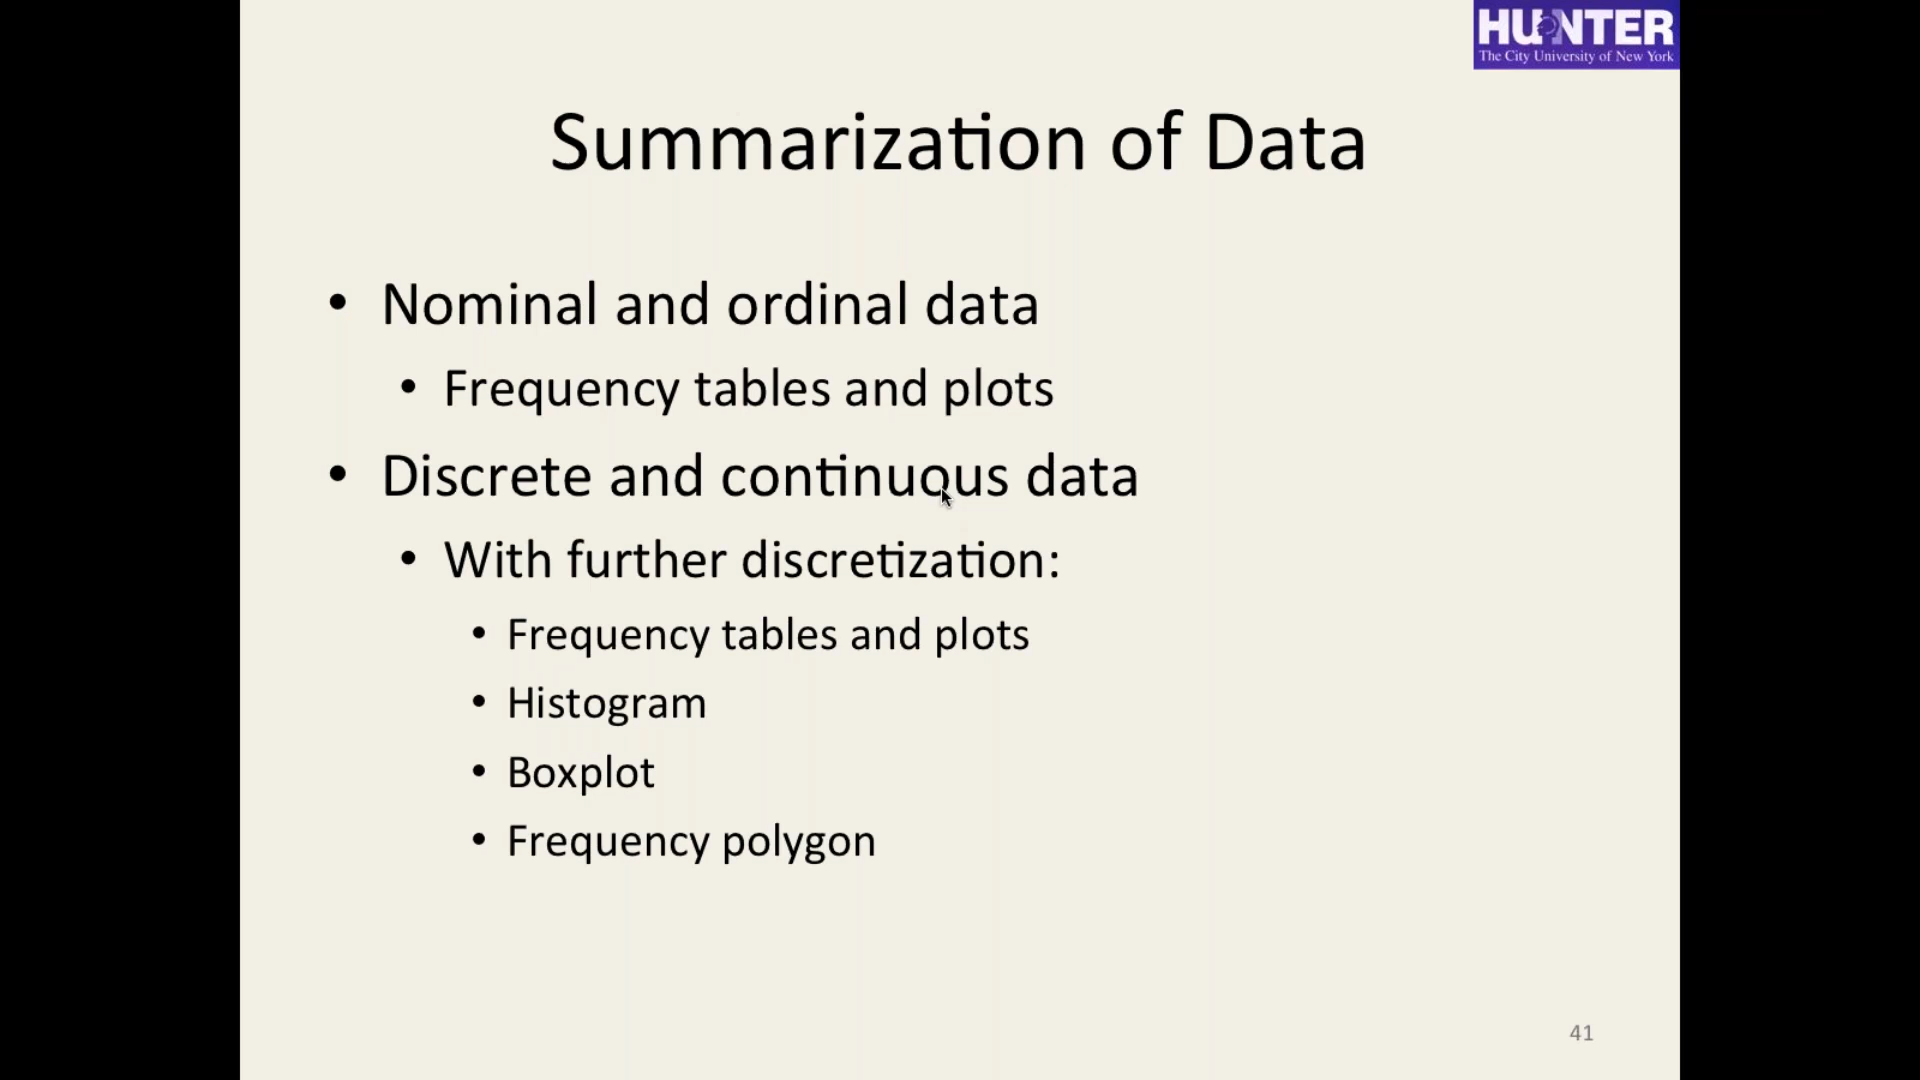 HUNTER
The City University of New York
Summarization of Data
• Nominal and ordinal data
• Frequency tables and plots
• Discrete and continuous data
• With further discretization:
• Frequency tables and plots
• Histogram
• Boxplot
• Frequency polygon
41